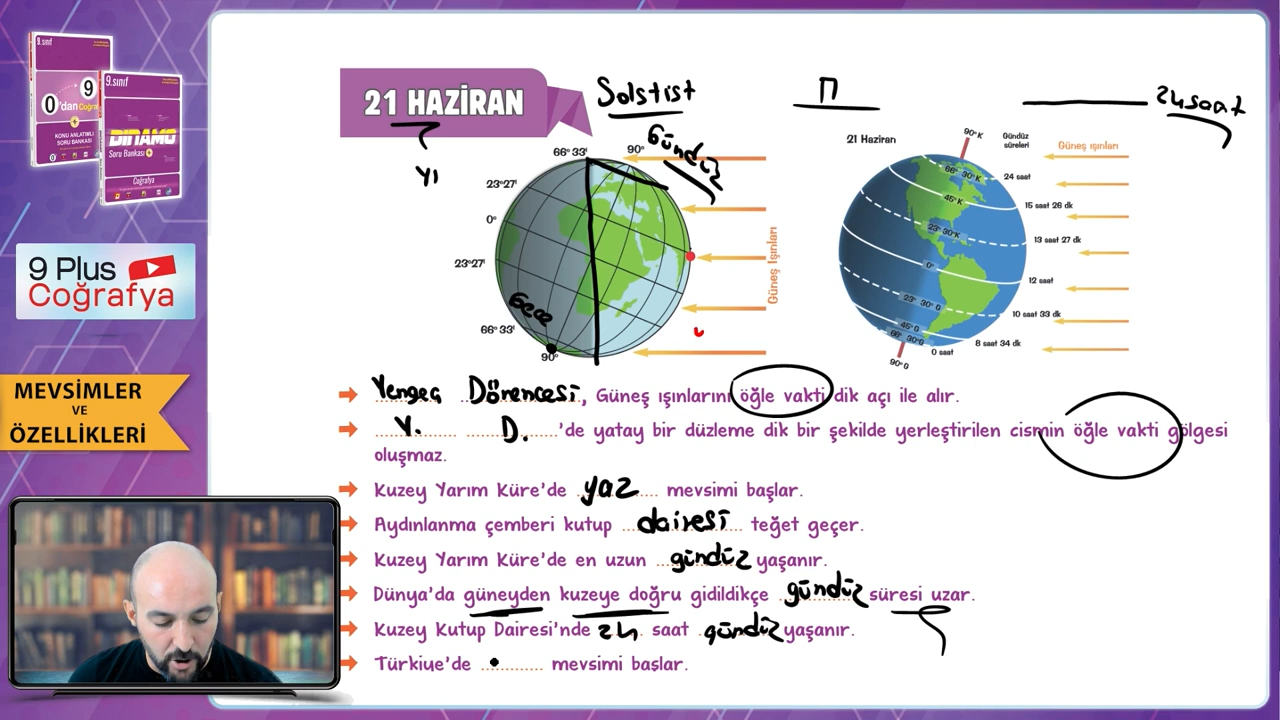 9.sınıf
0'dan 9
Coğrafya
KONU ANLATIMLI
SORU BANKASI
9.sınıf
DİNAMO
Soru Bankası
Coğrafya
9 Plus
Coğrafya
MEVSİMLER
VE
ÖZELLİKLERİ
21 HAZİRAN
Solstist
24 saat
Gündüz
66° 33'
90°
23°27'
0°
23°27'
66° 33'
90°
Gece
Güneş Işınları
21 Haziran
90° K
Gündüz
süreleri
Güneş ışınları
66° 30' K
24 saat
45° K
15 saat 26 dk
23° 30' K
13 saat 27 dk
0°
12 saat
23° 30' G
10 saat 33 dk
45° G
66° 30' G
8 saat 34 dk
0 saat
90° G
Yengeç Dönencesi, Güneş ışınlarını öğle vakti dik açı ile alır.
Y. D. 'de yatay bir düzleme dik bir şekilde yerleştirilen cismin öğle vakti gölgesi
oluşmaz.
Kuzey Yarım Küre'de yaz mevsimi başlar.
Aydınlanma çemberi kutup dairesi teğet geçer.
Kuzey Yarım Küre'de en uzun gündüz yaşanır.
Dünya'da güneyden kuzeye doğru gidildikçe gündüz süresi uzar.
Kuzey Kutup Dairesi'nde 24 saat gündüz yaşanır.
Türkiye'de ........... mevsimi başlar.